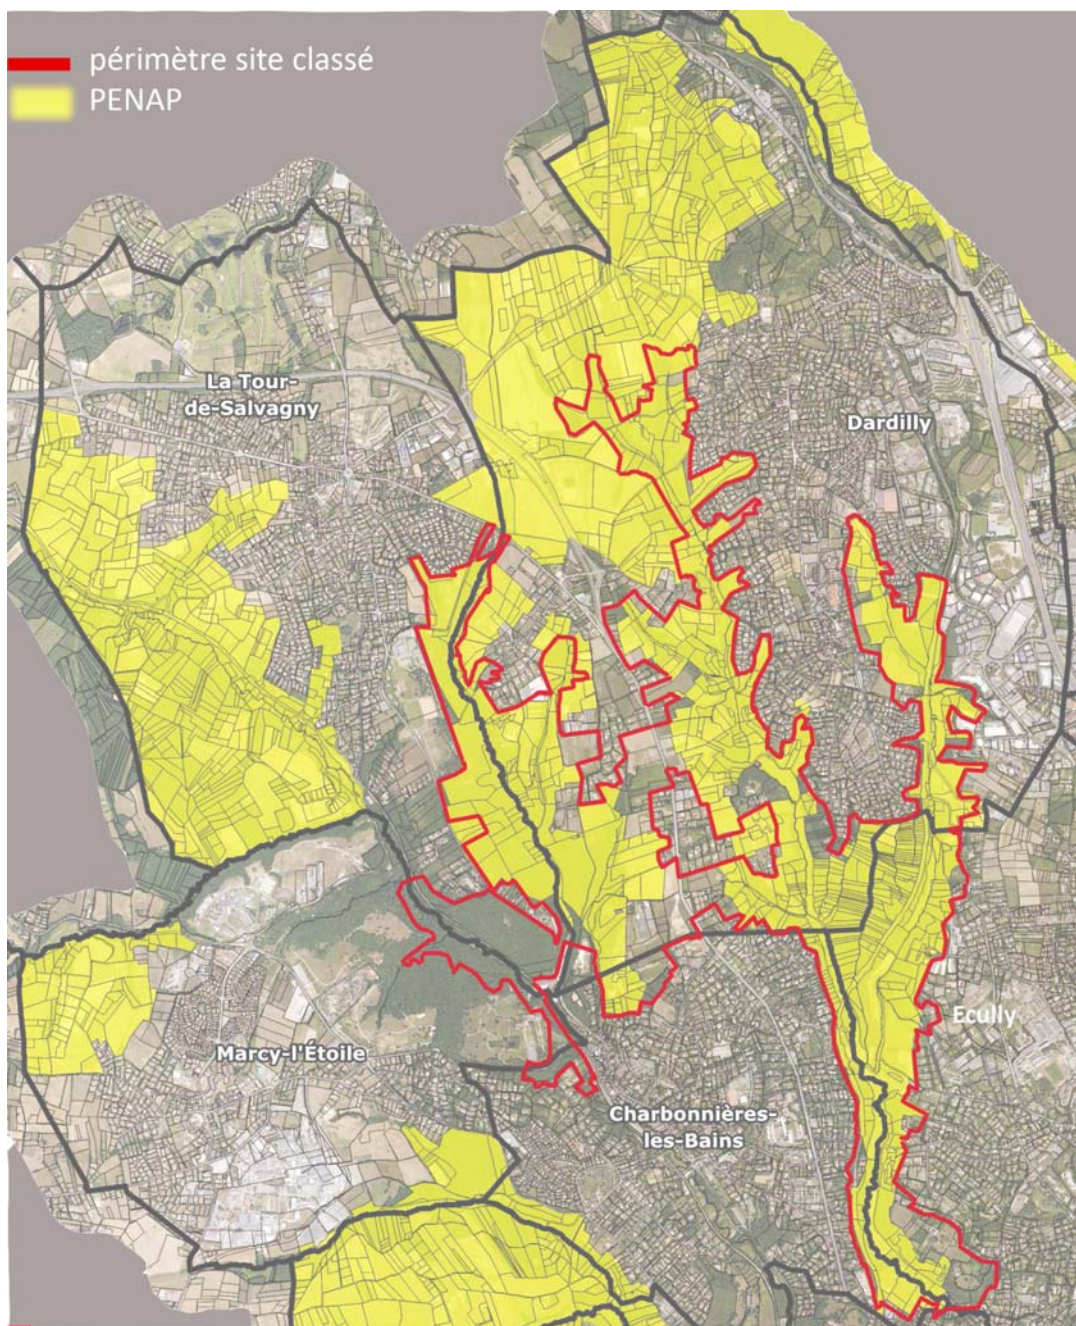 périmètre site classé
PENAP
La Tour-
de-Salvagny
Dardilly
Ecully
Marcy-l'Étoile
Charbonnières-
les-Bains